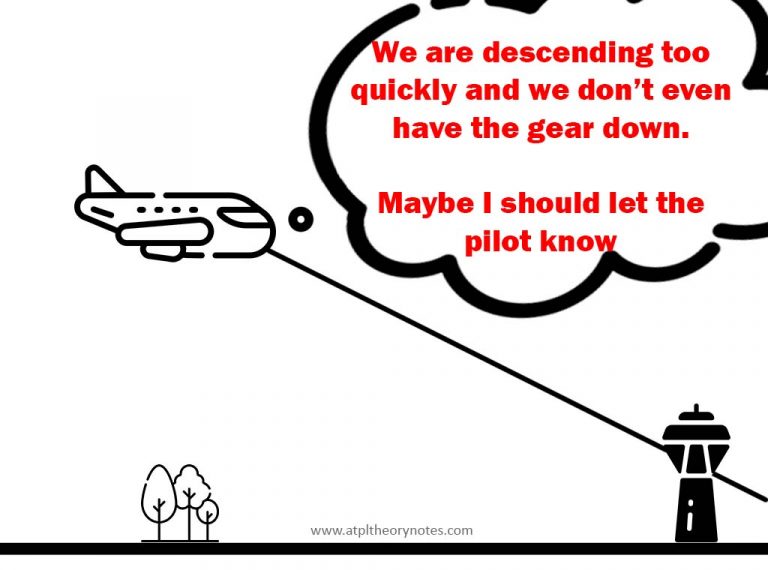 We are descending too
quickly and we don’t even
have the gear down.
Maybe I should let the
pilot know
www.atpltheorynotes.com